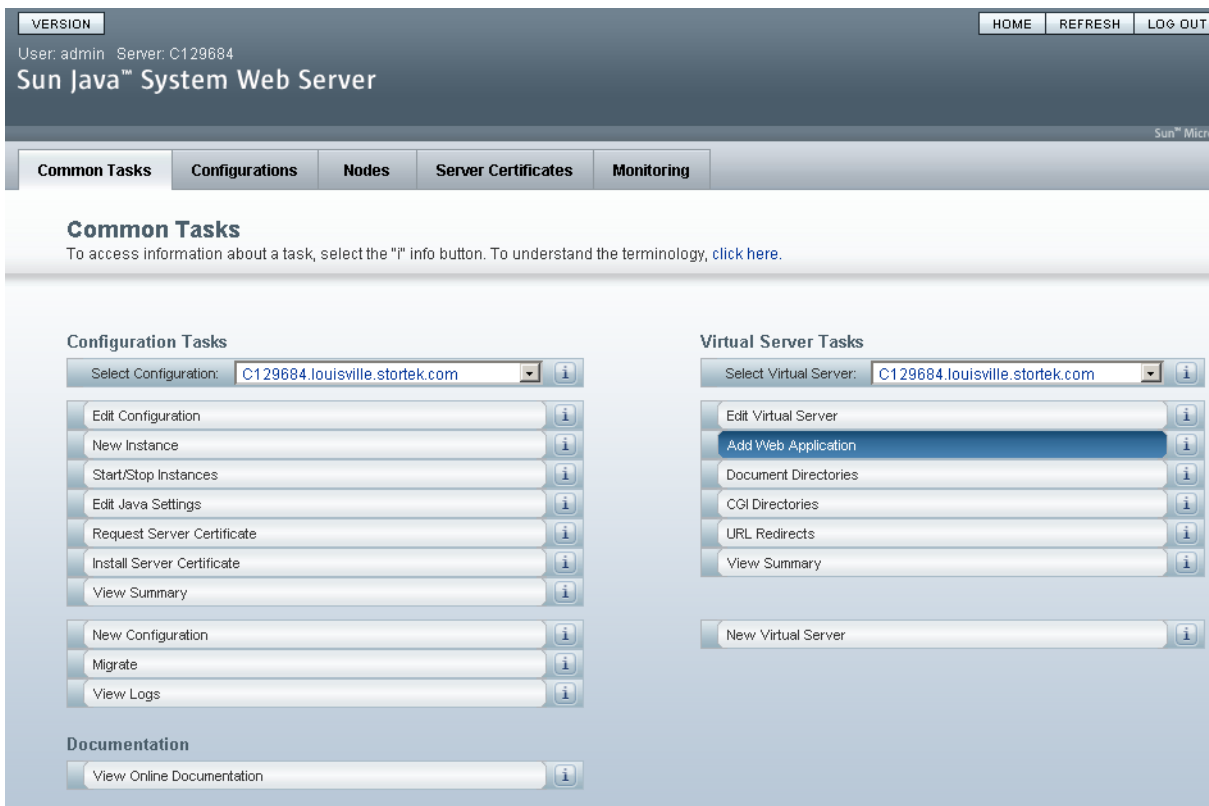 VERSION
HOME REFRESH LOG OUT
User: admin Server: C129684
Sun Java™ System Web Server
Sun™
Common Tasks Configurations Nodes Server Certificates Monitoring
Common Tasks
To access information about a task, select the "i" info button. To understand the terminology, click here.
Configuration Tasks
Select Configuration: C129684.louisville.stortek.com i
Edit Configuration i
New Instance i
Start/Stop Instances i
Edit Java Settings i
Request Server Certificate i
Install Server Certificate i
View Summary i
New Configuration i
Migrate i
View Logs i
Documentation
View Online Documentation i
Virtual Server Tasks
Select Virtual Server: C129684.louisville.stortek.com i
Edit Virtual Server i
Add Web Application i
Document Directories i
CGI Directories i
URL Redirects i
View Summary i
New Virtual Server i